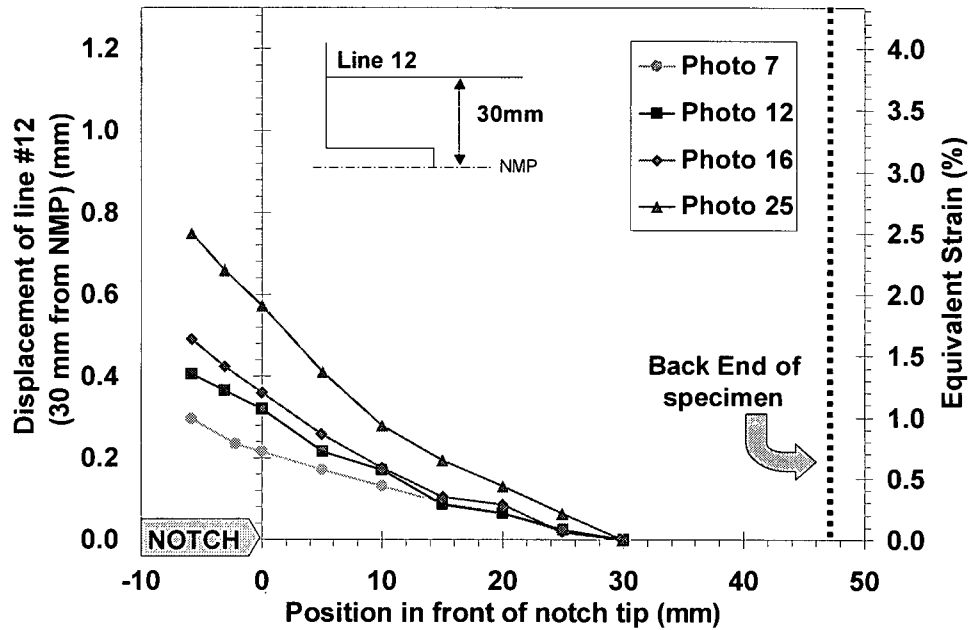 Displacement of line #12
(30 mm from NMP) (mm)
1.2
1.0
0.8
0.6
0.4
0.2
0.0
Line 12
30mm
NMP
Photo 7
Photo 12
Photo 16
Photo 25
Back End of
specimen
NOTCH
4.0
3.5
3.0
2.5
2.0
1.5
1.0
0.5
0.0
Equivalent Strain (%)
-10
0
10
20
30
40
50
Position in front of notch tip (mm)